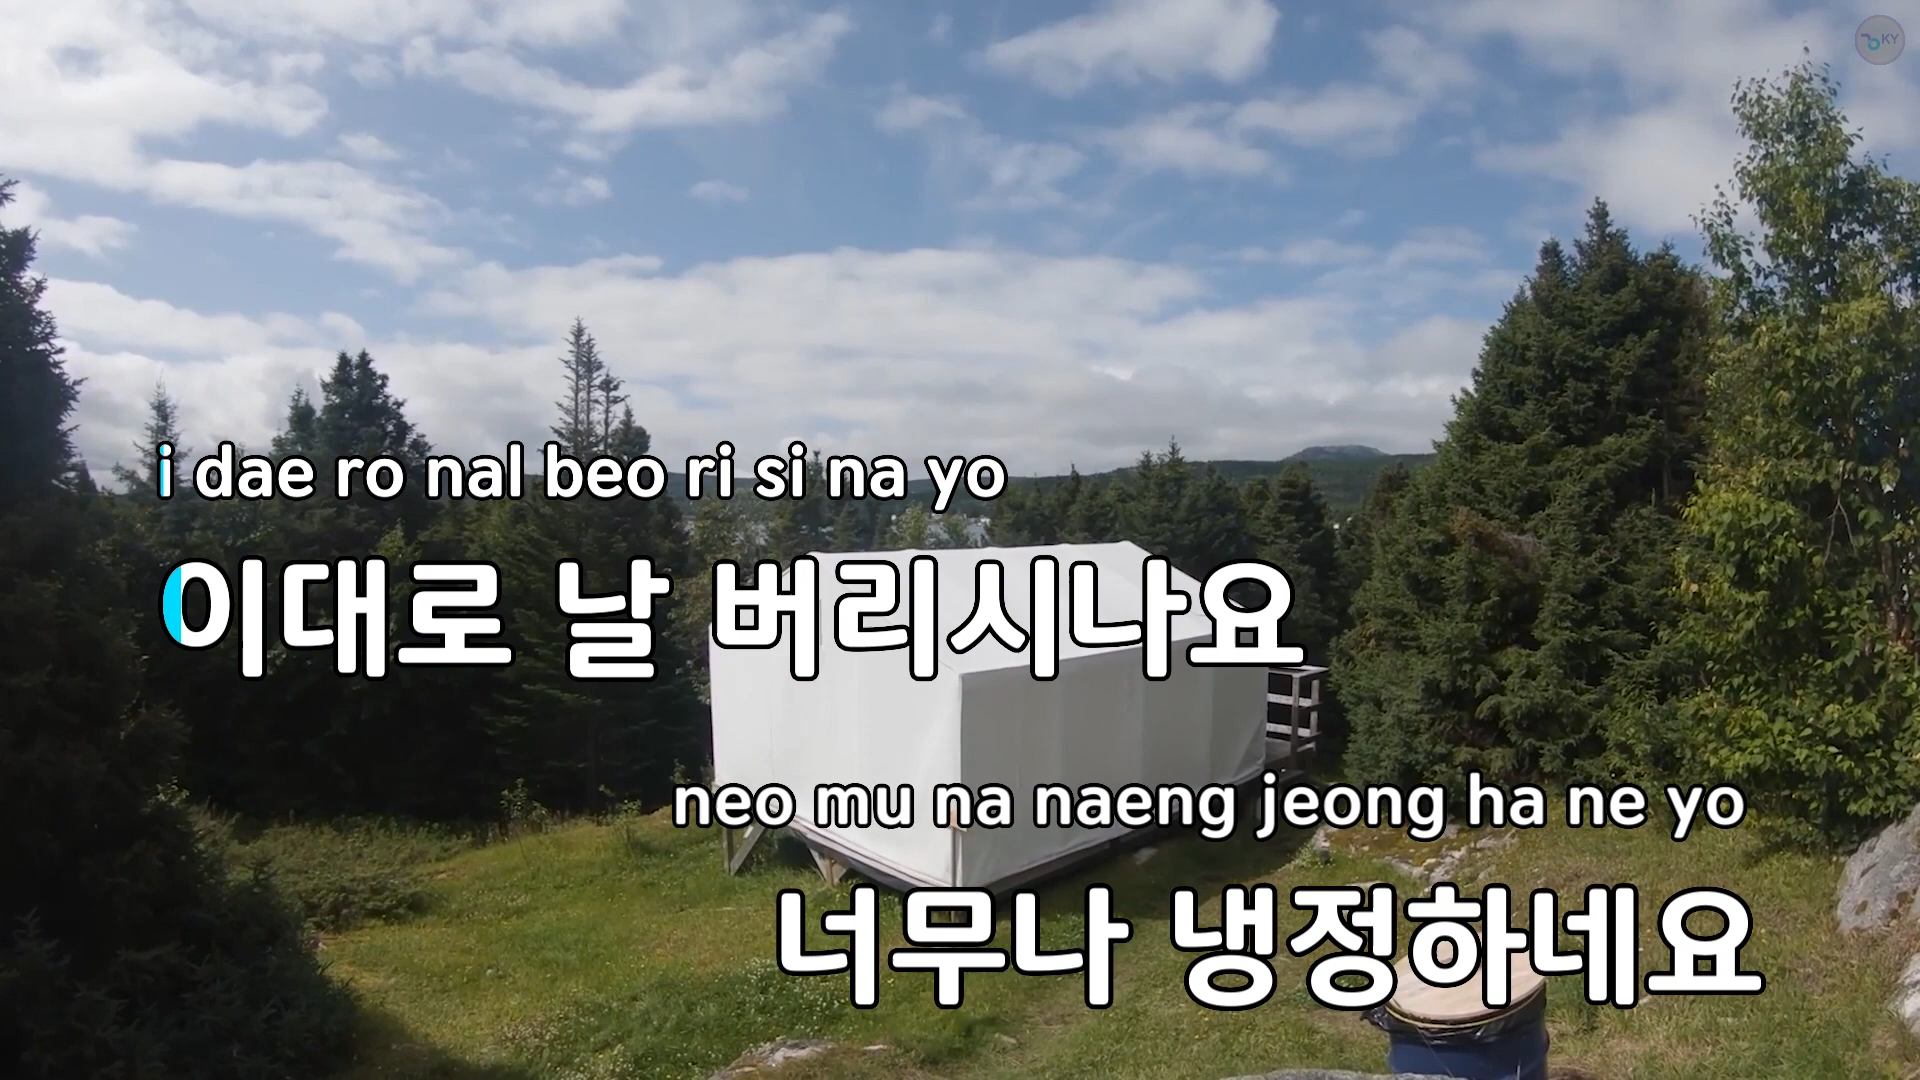 KY
i dae ro nal beo ri si na yo
이대로 날 버리시나요
neo mu na naeng jeong ha ne yo
너무나 냉정하네요